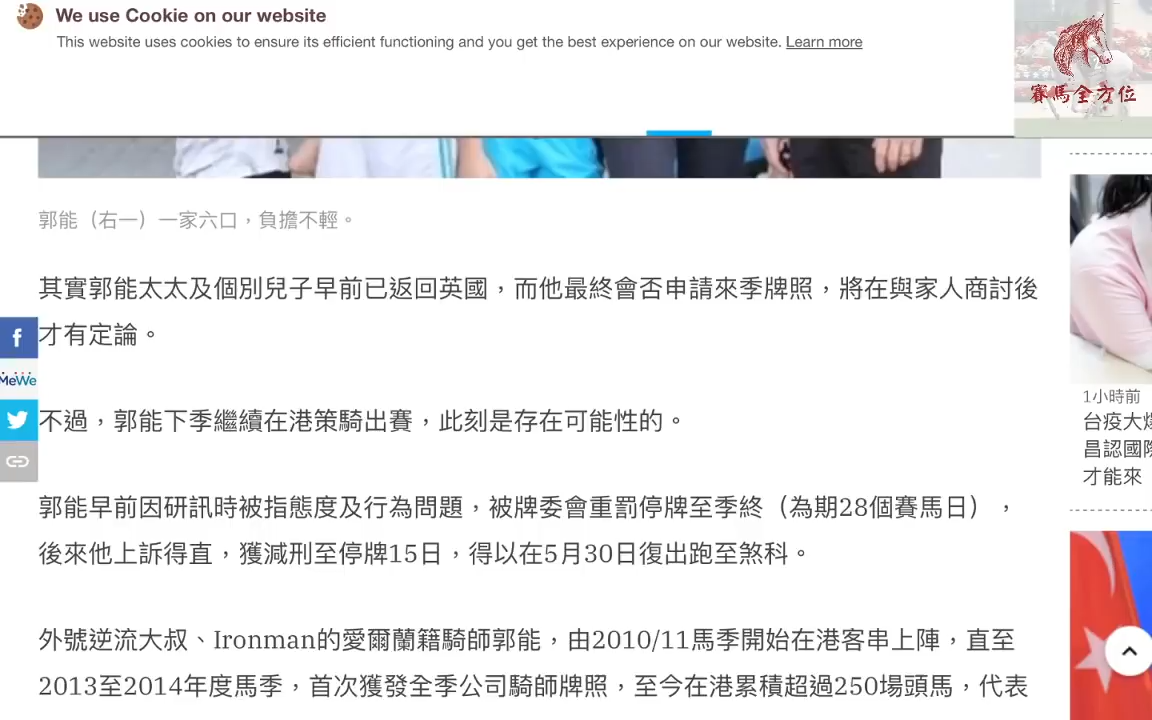 We use Cookie on our website
This website uses cookies to ensure its efficient functioning and you get the best experience on our website. Learn more
賽馬全方位
郭能（右一）一家六口，負擔不輕。
其實郭能太太及個別兒子早前已返回英國，而他最終會否申請來季牌照，將在與家人商討後
才有定論。
MeWe
不過，郭能下季繼續在港策騎出賽，此刻是存在可能性的。
郭能早前因研訊時被指態度及行為問題，被牌委會重罰停牌至季終（為期28個賽馬日），
後來他上訴得直，獲減刑至停牌15日，得以在5月30日復出跑至煞科。
外號逆流大叔、Ironman的愛爾蘭籍騎師郭能，由2010/11馬季開始在港客串上陣，直至
2013至2014年度馬季，首次獲發全季公司騎師牌照，至今在港累積超過250場頭馬，代表
1小時前
台疫大
昌認國
才能來